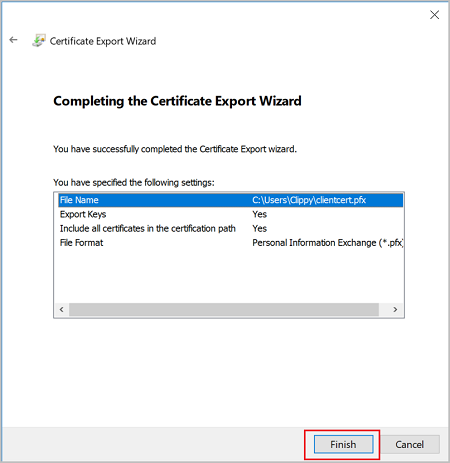 Certificate Export Wizard
Completing the Certificate Export Wizard
You have successfully completed the Certificate Export wizard.
You have specified the following settings:
File Name C:\Users\Clippy\clientcert.pfx
Export Keys Yes
Include all certificates in the certification path Yes
File Format Personal Information Exchange (*.pfx)
Finish Cancel